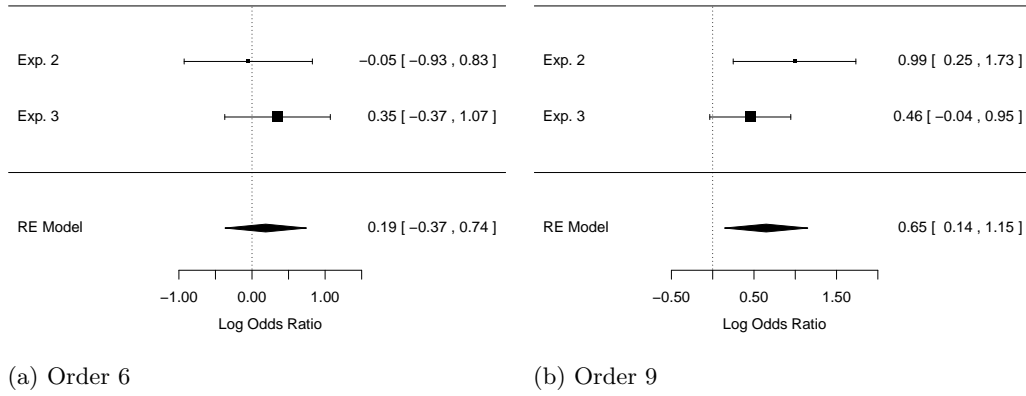 Exp. 2 −0.05 [ −0.93 , 0.83 ]
Exp. 3 0.35 [ −0.37 , 1.07 ]
RE Model 0.19 [ −0.37 , 0.74 ]
−1.00 0.00 1.00
Log Odds Ratio
(a) Order 6
Exp. 2 0.99 [ 0.25 , 1.73 ]
Exp. 3 0.46 [ −0.04 , 0.95 ]
RE Model 0.65 [ 0.14 , 1.15 ]
−0.50 0.50 1.50
Log Odds Ratio
(b) Order 9